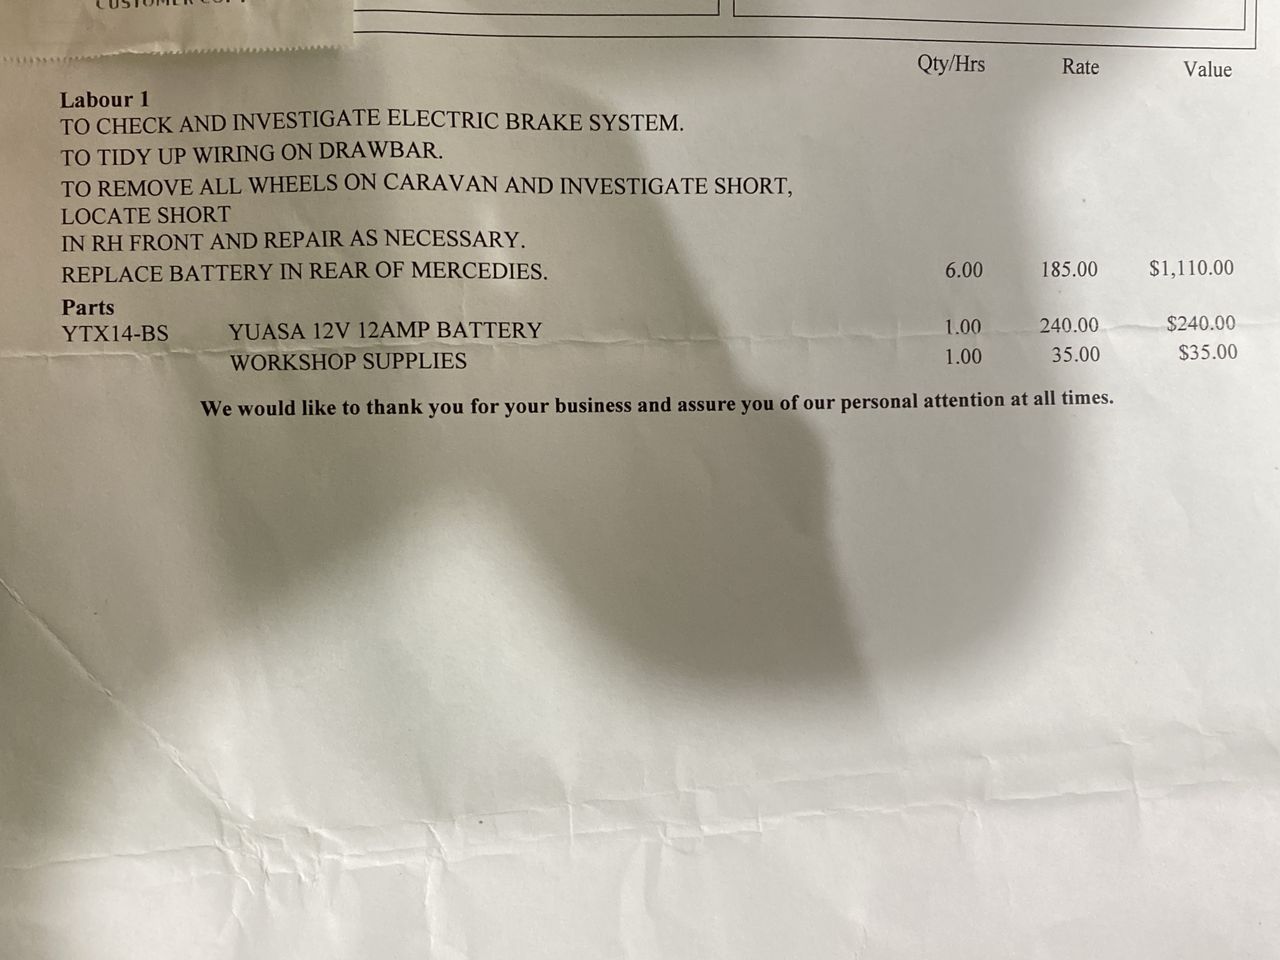 CUSTOMER COPY
Qty/Hrs Rate Value
Labour 1
TO CHECK AND INVESTIGATE ELECTRIC BRAKE SYSTEM.
TO TIDY UP WIRING ON DRAWBAR.
TO REMOVE ALL WHEELS ON CARAVAN AND INVESTIGATE SHORT,
LOCATE SHORT
IN RH FRONT AND REPAIR AS NECESSARY.
REPLACE BATTERY IN REAR OF MERCEDIES. 6.00 185.00 $1,110.00
Parts
YTX14-BS YUASA 12V 12AMP BATTERY 1.00 240.00 $240.00
WORKSHOP SUPPLIES 1.00 35.00 $35.00
We would like to thank you for your business and assure you of our personal attention at all times.